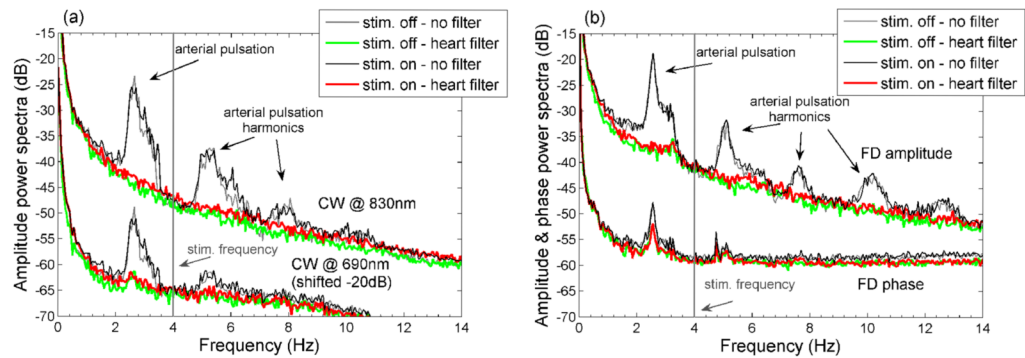 (a)
stim. off - no filter
stim. off - heart filter
stim. on - no filter
stim. on - heart filter
arterial pulsation
arterial pulsation
harmonics
CW @ 830nm
stim. frequency
CW @ 690nm
(shifted -20dB)
Amplitude power spectra (dB)
-15
-20
-25
-30
-35
-40
-45
-50
-55
-60
-65
-70
0
2
4
6
8
10
12
14
Frequency (Hz)
(b)
stim. off - no filter
stim. off - heart filter
stim. on - no filter
stim. on - heart filter
arterial pulsation
arterial pulsation
harmonics
FD amplitude
FD phase
stim. frequency
Amplitude & phase power spectra (dB)
-15
-20
-25
-30
-35
-40
-45
-50
-55
-60
-65
-70
0
2
4
6
8
10
12
14
Frequency (Hz)